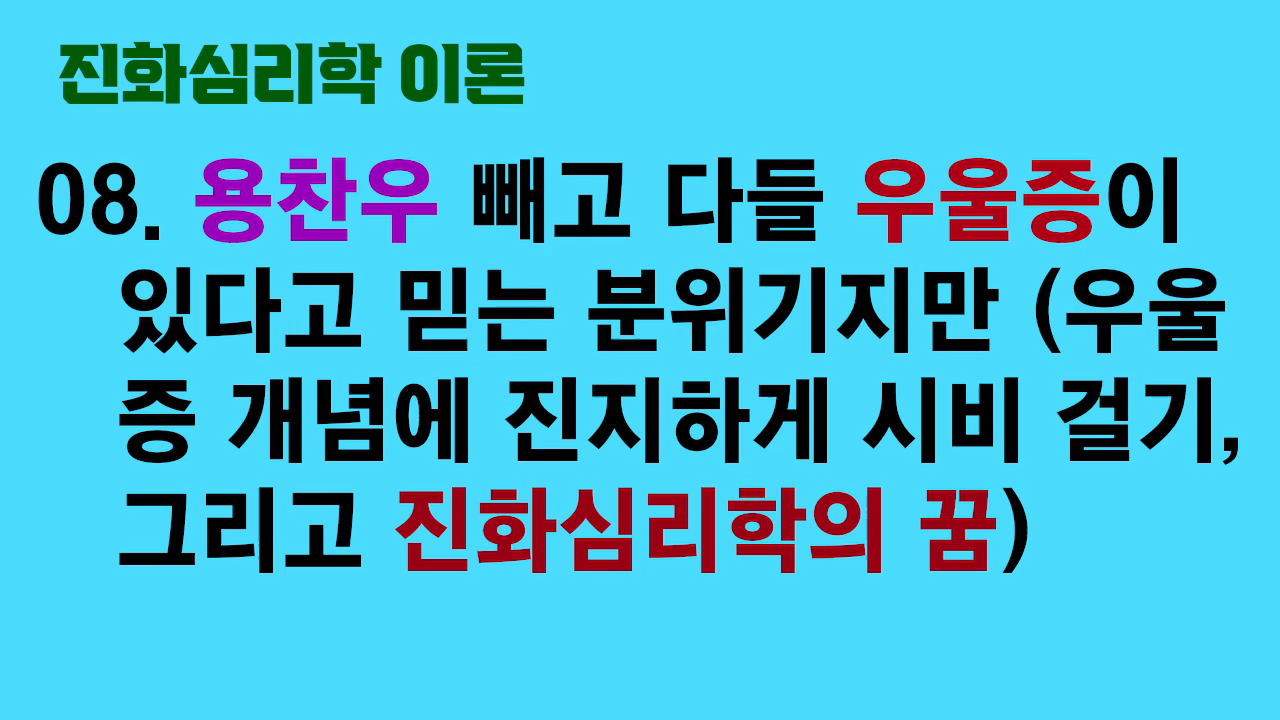 진화심리학 이론
08. 용찬우 빼고 다들 우울증이
있다고 믿는 분위기지만 (우울
증 개념에 진지하게 시비 걸기,
그리고 진화심리학의 꿈)